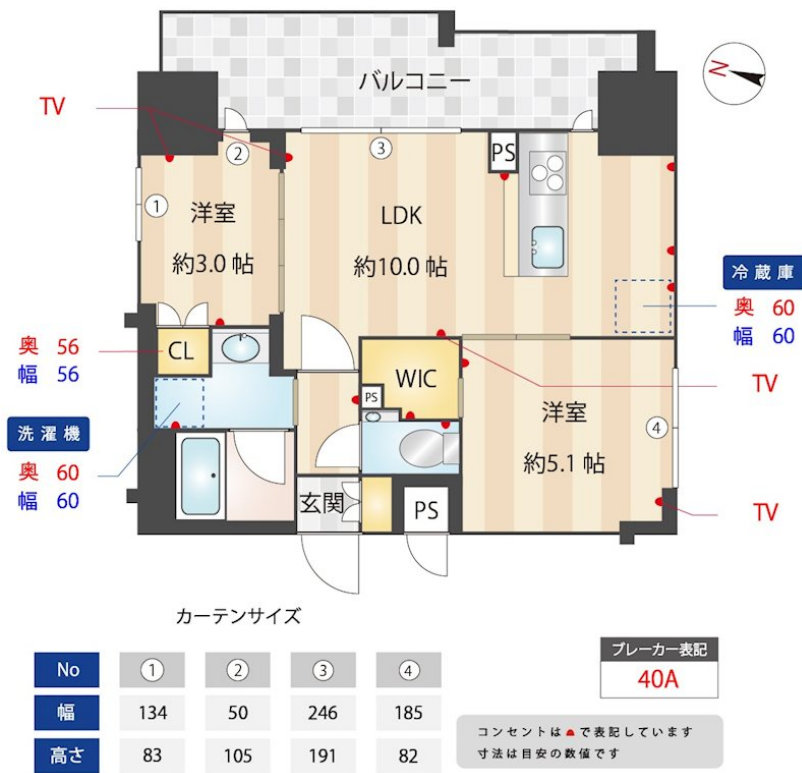 バルコニー
N
TV
②
③
PS
①
洋室
約3.0 帖
LDK
約10.0 帖
冷蔵庫
奥 60
幅 60
CL
奥 56
幅 56
WIC
PS
TV
洋室
約5.1 帖
④
洗濯機
奥 60
幅 60
玄関
PS
TV
カーテンサイズ
No ① ② ③ ④
幅 134 50 246 185
高さ 83 105 191 82
ブレーカー表記
40A
コンセントは で表記しています
寸法は目安の数値です